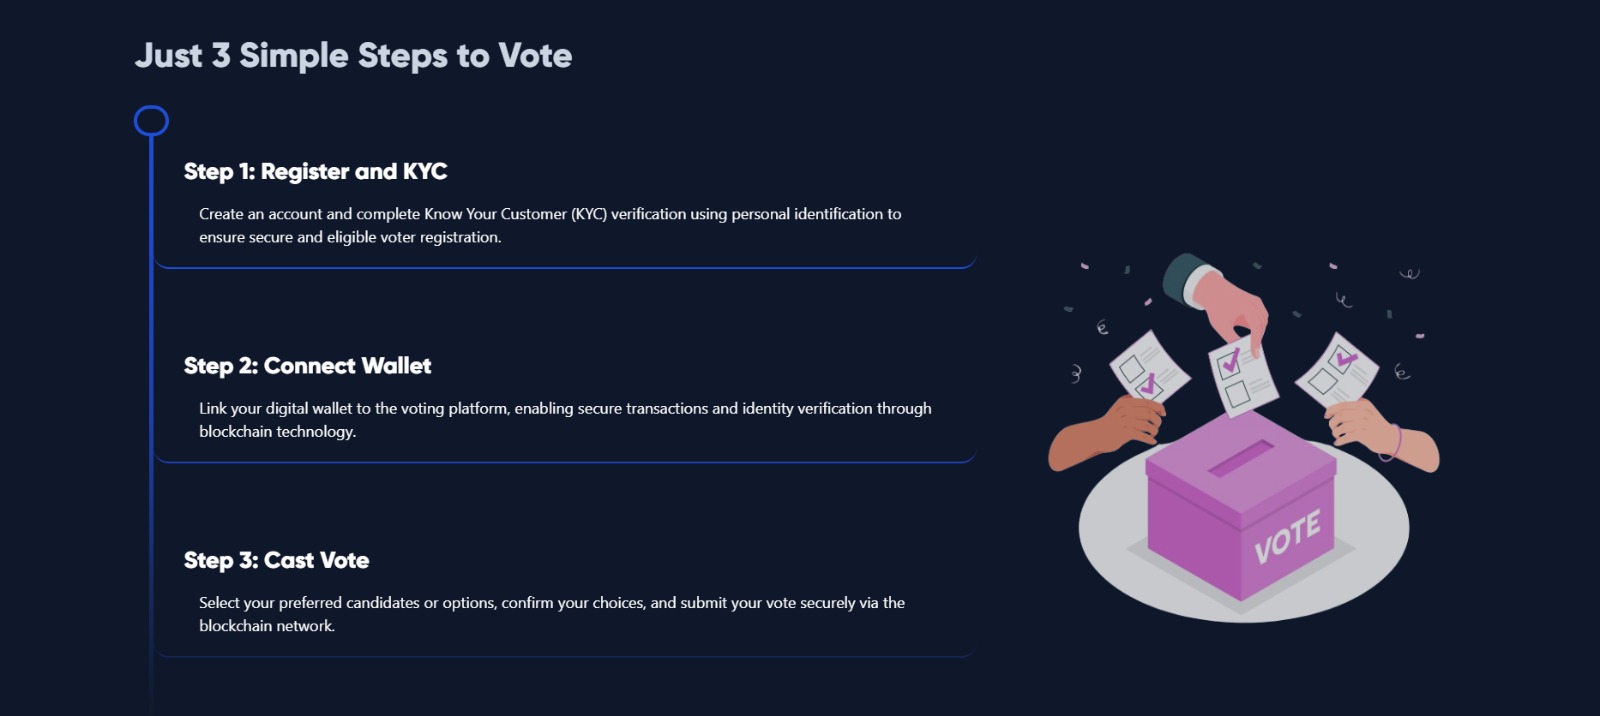 Just 3 Simple Steps to Vote
Step 1: Register and KYC
Create an account and complete Know Your Customer (KYC) verification using personal identification to
ensure secure and eligible voter registration.
Step 2: Connect Wallet
Link your digital wallet to the voting platform, enabling secure transactions and identity verification through
blockchain technology.
Step 3: Cast Vote
Select your preferred candidates or options, confirm your choices, and submit your vote securely via the
blockchain network.
VOTE